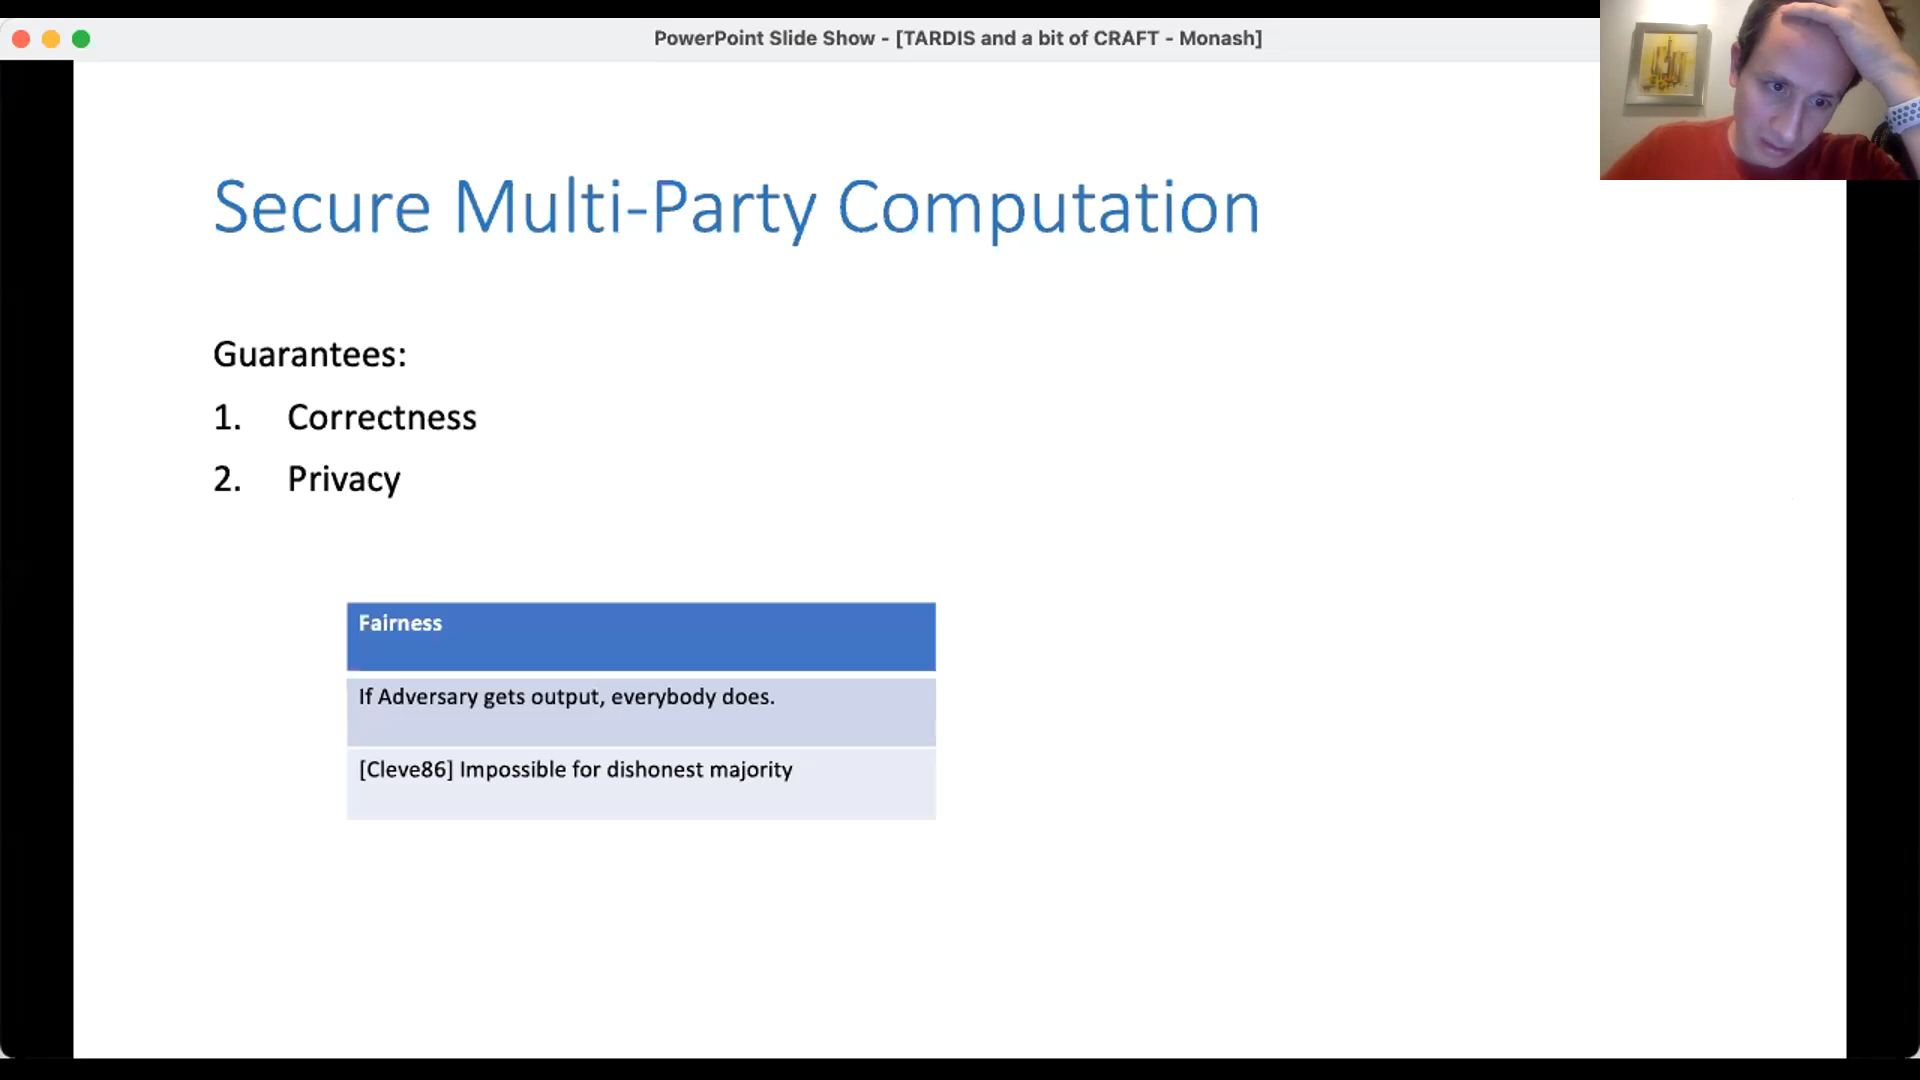 PowerPoint Slide Show - [TARDIS and a bit of CRAFT - Monash]
Secure Multi-Party Computation
Guarantees:
1. Correctness
2. Privacy
Fairness
If Adversary gets output, everybody does.
[Cleve86] Impossible for dishonest majority